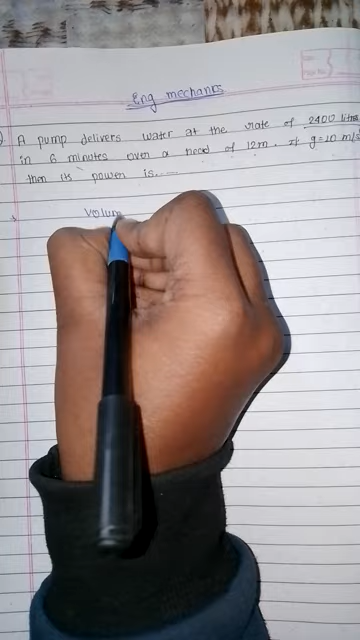 Eng mechanics
A pump delivers water at the rate of 2400 litres
in 6 minutes over a head of 12m. If g=10 m/s²
then its power is.....
Volum